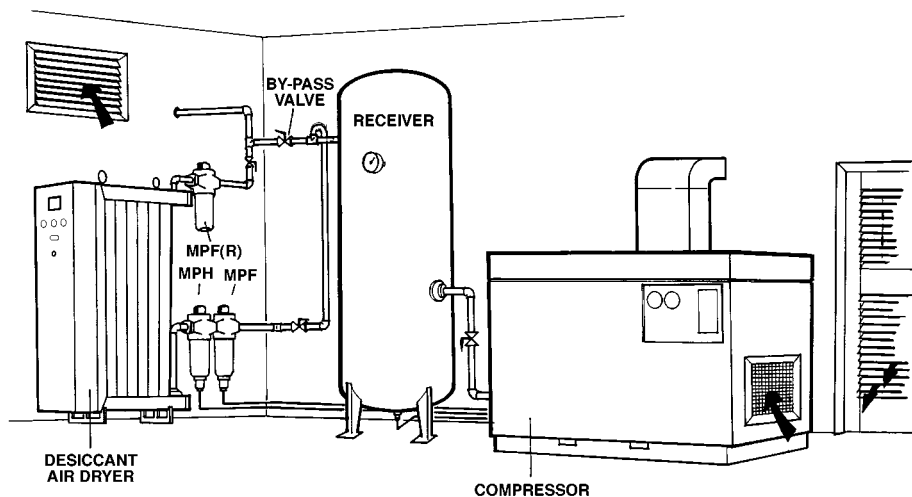 BY-PASS
VALVE
RECEIVER
MPF(R)
MPH
MPF
DESICCANT
AIR DRYER
COMPRESSOR